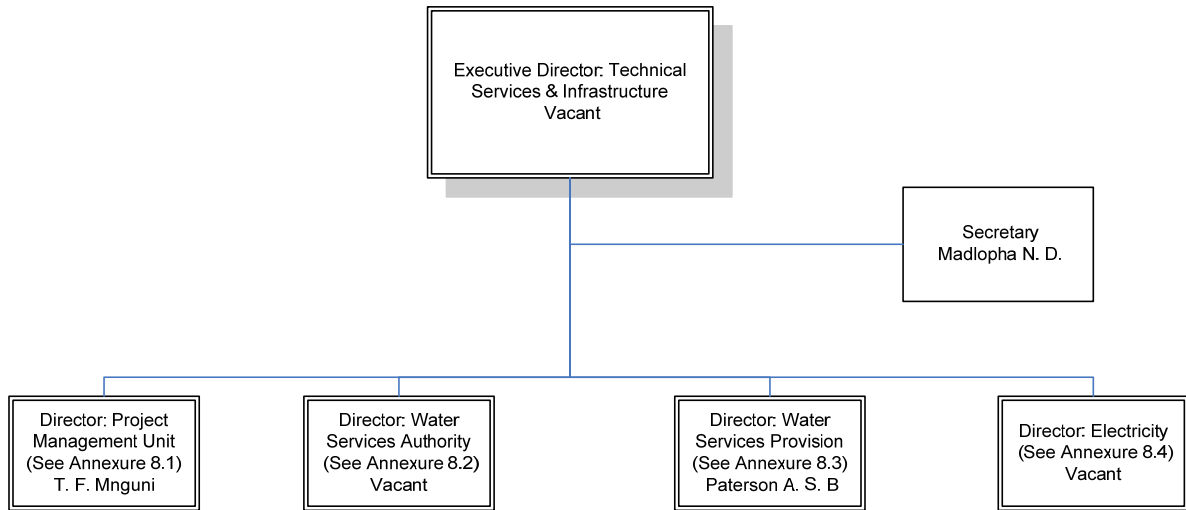 Executive Director: Technical
Services & Infrastructure
Vacant
Secretary
Madlopha N. D.
Director: Project
Management Unit
(See Annexure 8.1)
T. F. Mnguni
Director: Water
Services Authority
(See Annexure 8.2)
Vacant
Director: Water
Services Provision
(See Annexure 8.3)
Paterson A. S. B
Director: Electricity
(See Annexure 8.4)
Vacant